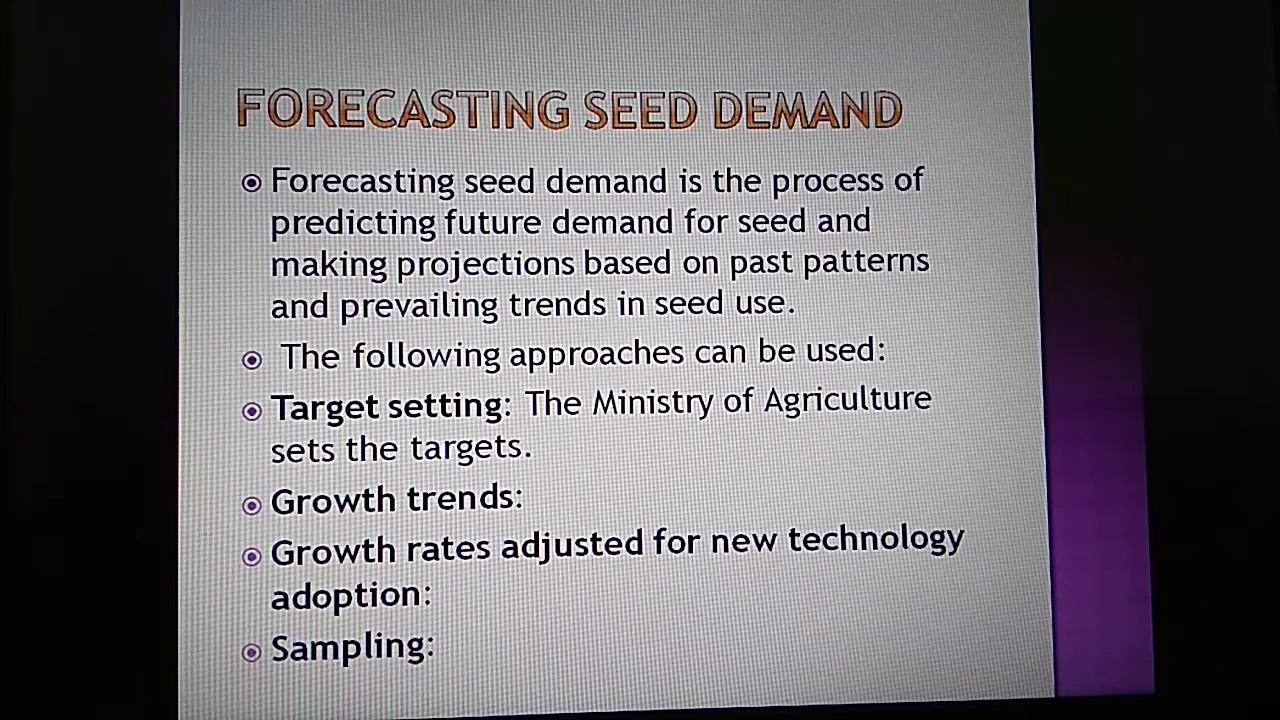 FORECASTING SEED DEMAND
Forecasting seed demand is the process of
predicting future demand for seed and
making projections based on past patterns
and prevailing trends in seed use.
The following approaches can be used:
Target setting: The Ministry of Agriculture
sets the targets.
Growth trends:
Growth rates adjusted for new technology
adoption:
Sampling: